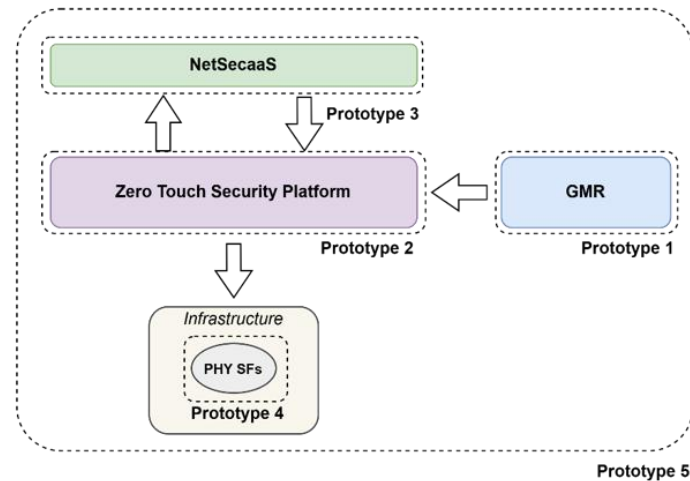 NetSecaaS
Prototype 3
Zero Touch Security Platform
GMR
Prototype 2
Prototype 1
Infrastructure
PHY SFs
Prototype 4
Prototype 5